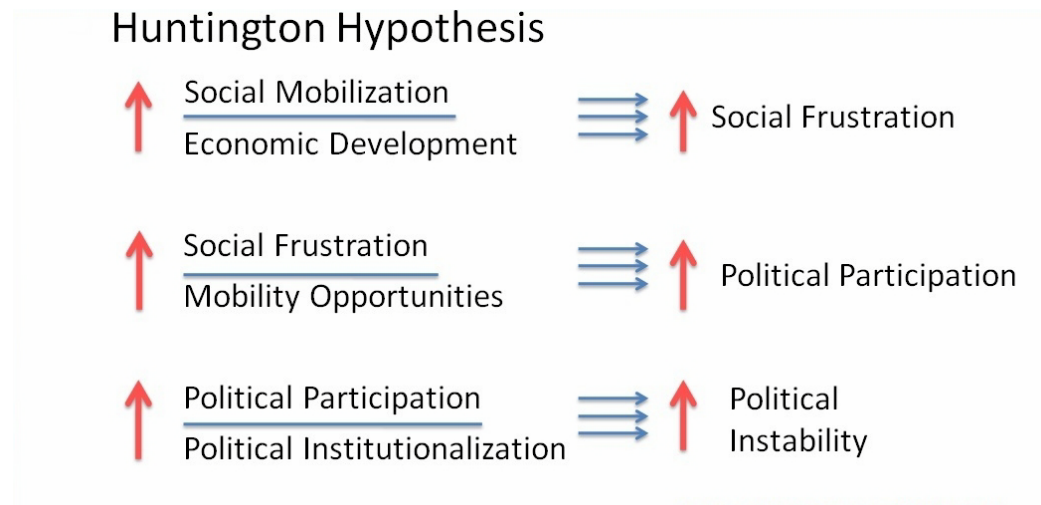 Huntington Hypothesis
Social Mobilization
Economic Development
Social Frustration
Social Frustration
Mobility Opportunities
Political Participation
Political Participation
Political Institutionalization
Political
Instability